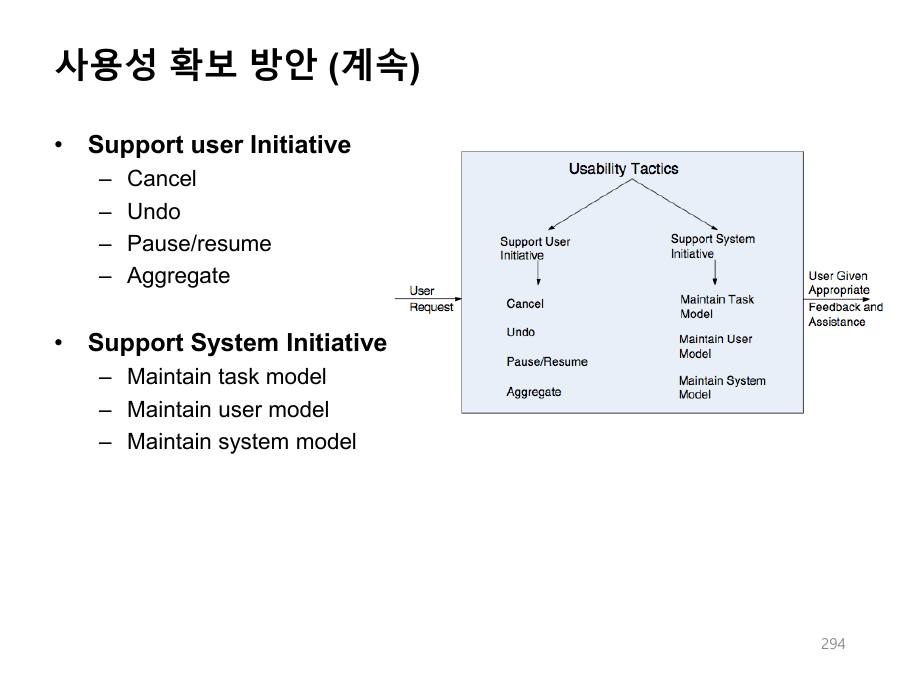 사용성 확보 방안 (계속)
• Support user Initiative
– Cancel
– Undo
– Pause/resume
– Aggregate
• Support System Initiative
– Maintain task model
– Maintain user model
– Maintain system model
Usability Tactics
Support User
Initiative
Support System
Initiative
User
Request
Cancel
Undo
Pause/Resume
Aggregate
Maintain Task
Model
Maintain User
Model
Maintain System
Model
User Given
Appropriate
Feedback and
Assistance
294